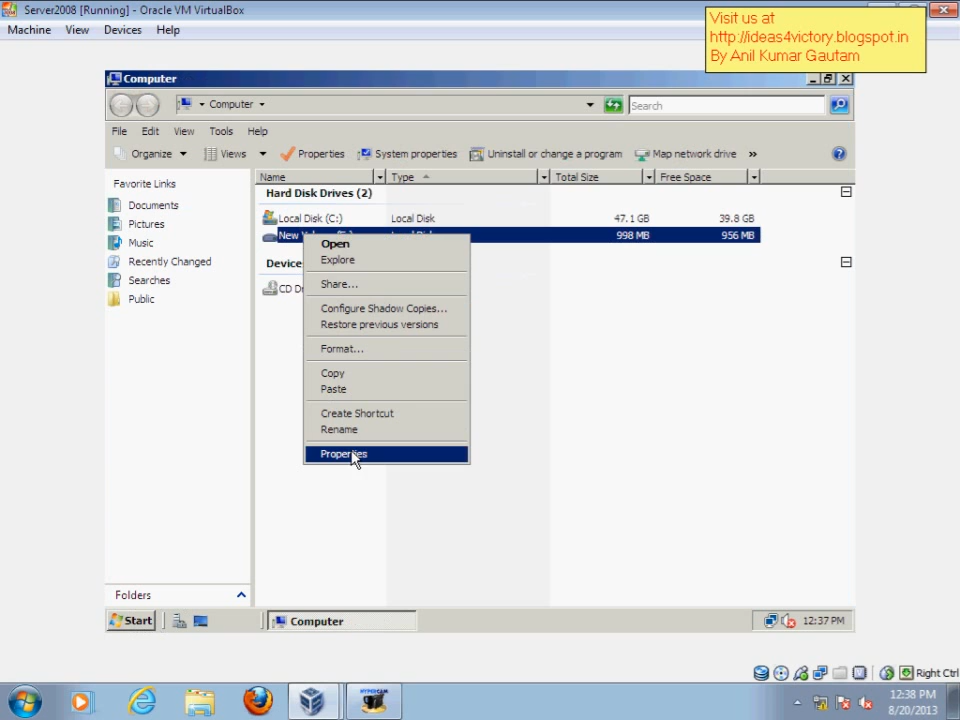 Server2008 [Running] - Oracle VM VirtualBox
Machine View Devices Help
Visit us at
http://ideas4victory.blogspot.in
By Anil Kumar Gautam
Computer
Computer
Search
File Edit View Tools Help
Organize Views Properties System properties Uninstall or change a program Map network drive »
Favorite Links
Documents
Pictures
Music
Recently Changed
Searches
Public
Folders
Name Type Total Size Free Space
Hard Disk Drives (2)
Local Disk (C:) Local Disk 47.1 GB 39.8 GB
New 998 MB 956 MB
Device
CD D
Open
Explore
Share...
Configure Shadow Copies...
Restore previous versions
Format...
Copy
Paste
Create Shortcut
Rename
Properties
Start Computer 12:37 PM
Right Ctrl
HYPERCAM
12:38 PM
8/20/2013